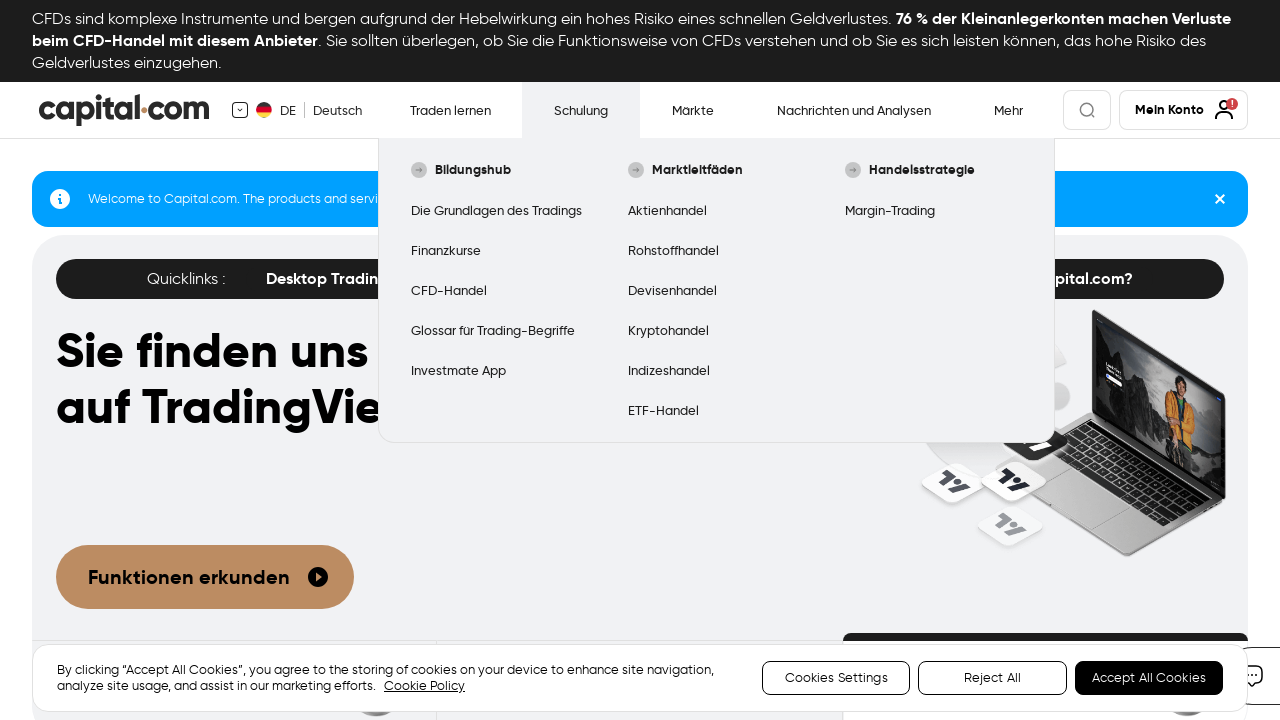 CFDs sind komplexe Instrumente und bergen aufgrund der Hebelwirkung ein hohes Risiko eines schnellen Geldverlustes. 76 % der Kleinanlegerkonten machen Verluste
beim CFD-Handel mit diesem Anbieter. Sie sollten überlegen, ob Sie die Funktionsweise von CFDs verstehen und ob Sie es sich leisten können, das hohe Risiko des
Geldverlustes einzugehen.
capital.com DE Deutsch Traden lernen Schulung Märkte Nachrichten und Analysen Mehr Mein Konto
Bildungshub Marktleitfäden Handelsstrategie
Welcome to Capital.com. The products and servi
Die Grundlagen des Tradings Aktienhandel Margin-Trading
Finanzkurse Rohstoffhandel
Quicklinks : Desktop Tradin pital.com?
CFD-Handel Devisenhandel
Glossar für Trading-Begriffe Kryptohandel
Investmate App Indizeshandel
ETF-Handel
Sie finden uns
auf TradingVie
Funktionen erkunden
By clicking “Accept All Cookies”, you agree to the storing of cookies on your device to enhance site navigation,
analyze site usage, and assist in our marketing efforts. Cookie Policy
Cookies Settings Reject All Accept All Cookies